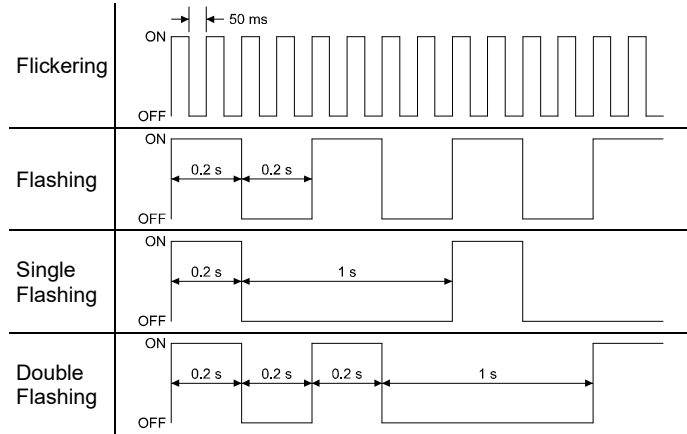 50 ms
ON
Flickering
OFF
ON
0.2 s 0.2 s
Flashing
OFF
ON
0.2 s 1 s
Single
Flashing
OFF
ON
0.2 s 0.2 s 0.2 s 1 s
Double
Flashing
OFF